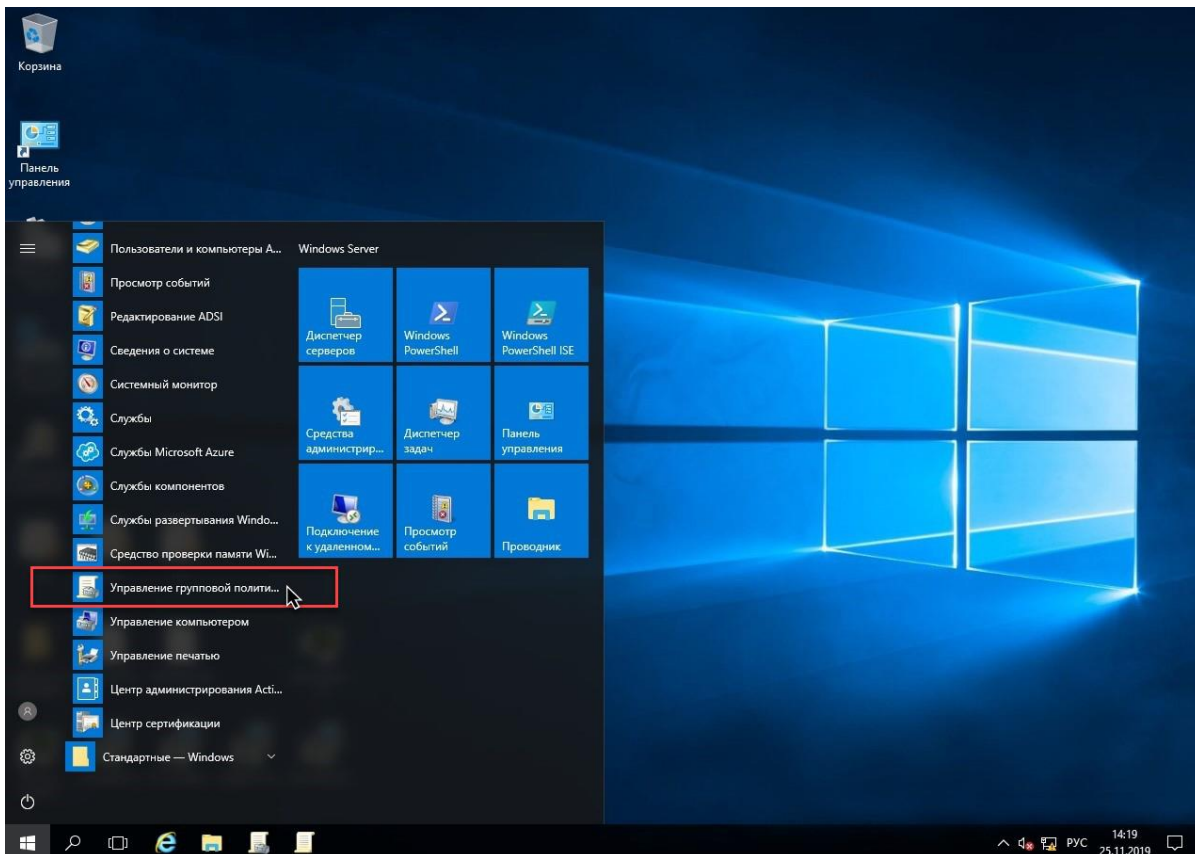 Корзина
Панель
управления
Пользователи и компьютеры A...
Просмотр событий
Редактирование ADSI
Сведения о системе
Системный монитор
Службы
Службы Microsoft Azure
Службы компонентов
Службы развертывания Windo...
Средство проверки памяти Wi...
Управление групповой полити...
Управление компьютером
Управление печатью
Центр администрирования Acti...
Центр сертификации
Стандартные — Windows
Windows Server
Диспетчер
серверов
Windows
PowerShell
Windows
PowerShell ISE
Средства
администрир...
Диспетчер
задач
Панель
управления
Подключение
к удаленном...
Просмотр
событий
Проводник
РУС
14:19
25.11.2019